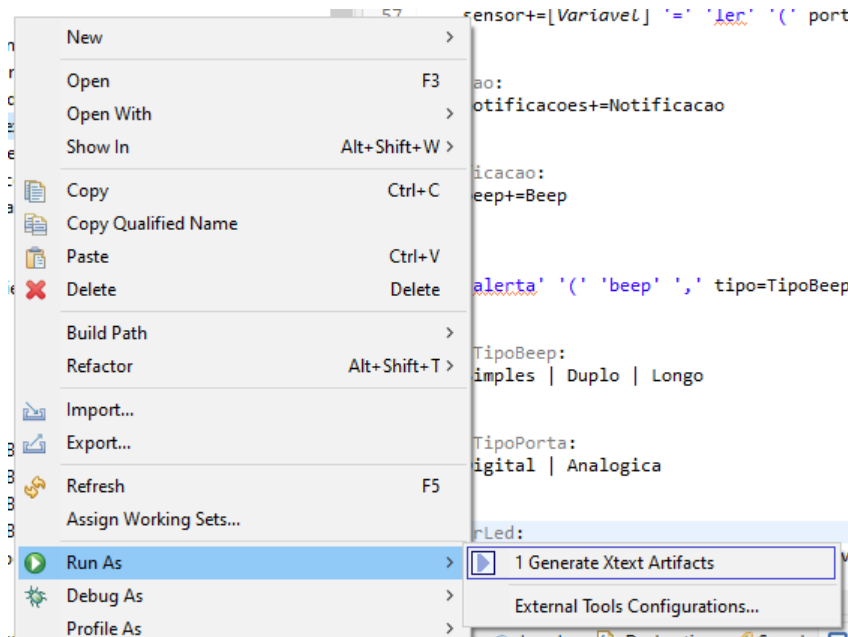 57 sensor+=[Variavel] '=' 'ler' '('
New >
Open F3
Open With >
Show In Alt+Shift+W >
Copy Ctrl+C
Copy Qualified Name
Paste Ctrl+V
Delete Delete
Build Path >
Refactor Alt+Shift+T >
Import...
Export...
Refresh F5
Assign Working Sets...
Run As >
Debug As >
Profile As >
ao:
otificacoes+=Notificacao
icacao:
eep+=Beep
alerta' '(' 'beep' ',' tipo=TipoBeep
TipoBeep:
imples | Duplo | Longo
TipoPorta:
igital | Analogica
rLed:
1 Generate Xtext Artifacts
External Tools Configurations...